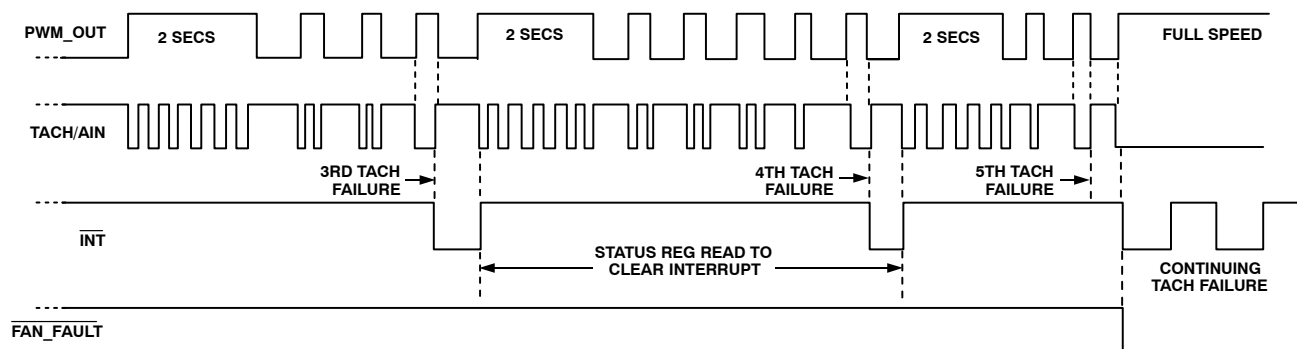 PWM_OUT
2 SECS
2 SECS
2 SECS
FULL SPEED
TACH/AIN
3RD TACH
FAILURE
4TH TACH
FAILURE
5TH TACH
FAILURE
INT
STATUS REG READ TO
CLEAR INTERRUPT
CONTINUING
TACH FAILURE
FAN_FAULT